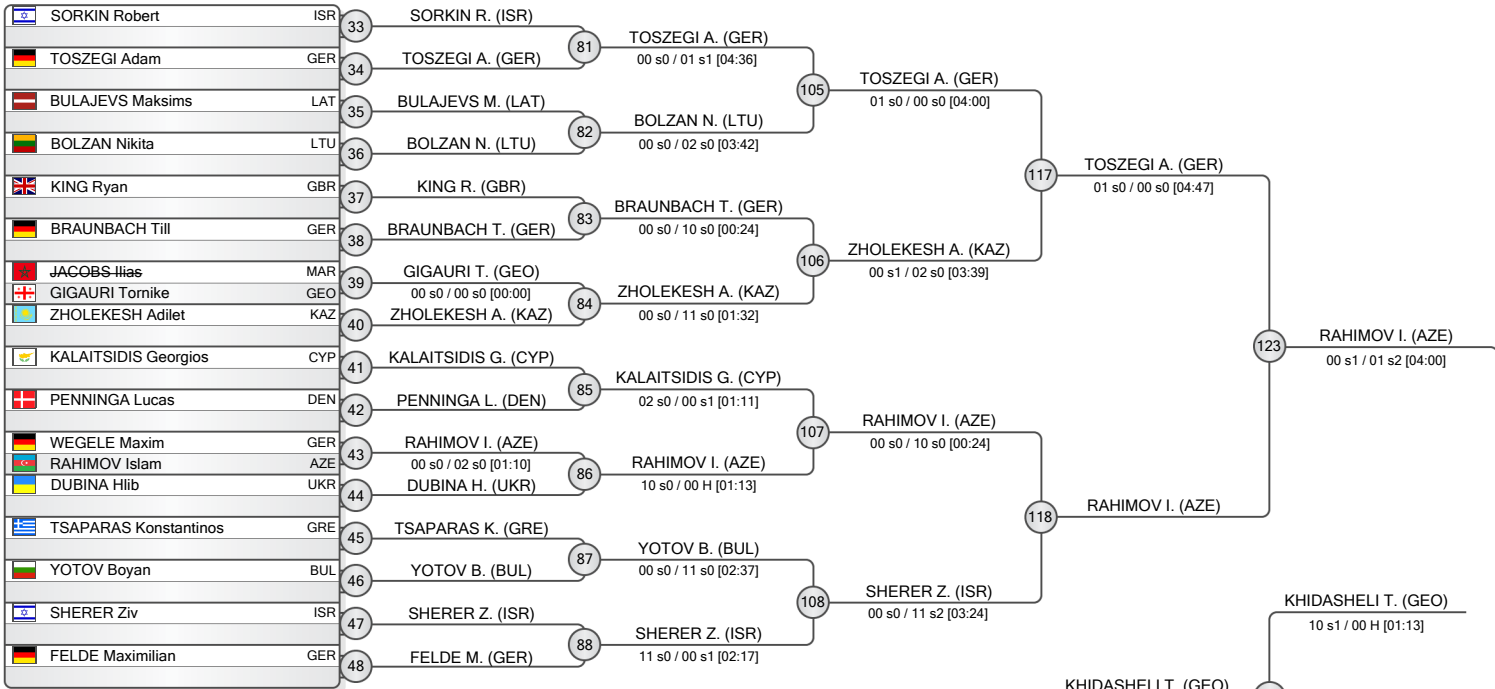 SORKIN Robert ISR
TOSZEGI Adam GER
BULAJEVS Maksims LAT
BOLZAN Nikita LTU
KING Ryan GBR
BRAUNBACH Till GER
JACOBS Ilias MAR
GIGAURI Tornike GEO
ZHOLEKESH Adilet KAZ
KALAITSIDIS Georgios CYP
PENNINGA Lucas DEN
WEGELE Maxim GER
RAHIMOV Islam AZE
DUBINA Hlib UKR
TSAPARAS Konstantinos GRE
YOTOV Boyan BUL
SHERER Ziv ISR
FELDE Maximilian GER
33
34
35
36
37
38
39
40
41
42
43
44
45
46
47
48
SORKIN R. (ISR)
TOSZEGI A. (GER)
BULAJEVS M. (LAT)
BOLZAN N. (LTU)
KING R. (GBR)
BRAUNBACH T. (GER)
GIGAURI T. (GEO)
00 s0 / 00 s0 [00:00]
ZHOLEKESH A. (KAZ)
KALAITSIDIS G. (CYP)
PENNINGA L. (DEN)
RAHIMOV I. (AZE)
00 s0 / 02 s0 [01:10]
DUBINA H. (UKR)
TSAPARAS K. (GRE)
YOTOV B. (BUL)
SHERER Z. (ISR)
FELDE M. (GER)
81
82
83
84
85
86
87
88
TOSZEGI A. (GER)
00 s0 / 01 s1 [04:36]
BOLZAN N. (LTU)
00 s0 / 02 s0 [03:42]
BRAUNBACH T. (GER)
00 s0 / 10 s0 [00:24]
ZHOLEKESH A. (KAZ)
00 s0 / 11 s0 [01:32]
KALAITSIDIS G. (CYP)
02 s0 / 00 s1 [01:11]
RAHIMOV I. (AZE)
10 s0 / 00 H [01:13]
YOTOV B. (BUL)
00 s0 / 11 s0 [02:37]
SHERER Z. (ISR)
11 s0 / 00 s1 [02:17]
105
106
107
108
TOSZEGI A. (GER)
01 s0 / 00 s0 [04:00]
ZHOLEKESH A. (KAZ)
00 s1 / 02 s0 [03:39]
RAHIMOV I. (AZE)
00 s0 / 10 s0 [00:24]
SHERER Z. (ISR)
00 s0 / 11 s2 [03:24]
117
118
TOSZEGI A. (GER)
01 s0 / 00 s0 [04:47]
RAHIMOV I. (AZE)
123
RAHIMOV I. (AZE)
00 s1 / 01 s2 [04:00]
KHIDASHELI T. (GEO)
10 s1 / 00 H [01:13]
KHIDASHELI T. (GEO)